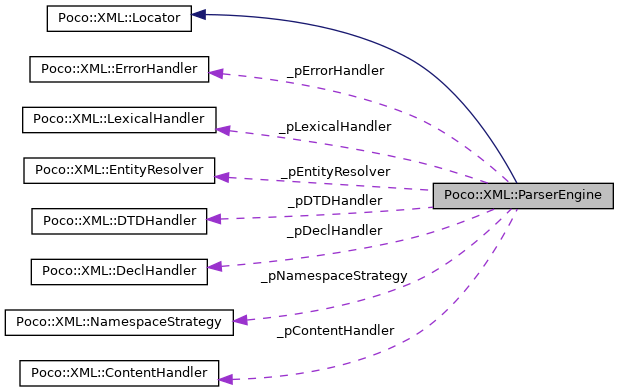 Poco::XML::Locator
Poco::XML::ErrorHandler
_pErrorHandler
Poco::XML::LexicalHandler
_pLexicalHandler
Poco::XML::EntityResolver
_pEntityResolver
Poco::XML::ParserEngine
_pDTDHandler
Poco::XML::DTDHandler
_pDeclHandler
Poco::XML::DeclHandler
_pNamespaceStrategy
Poco::XML::NamespaceStrategy
_pContentHandler
Poco::XML::ContentHandler